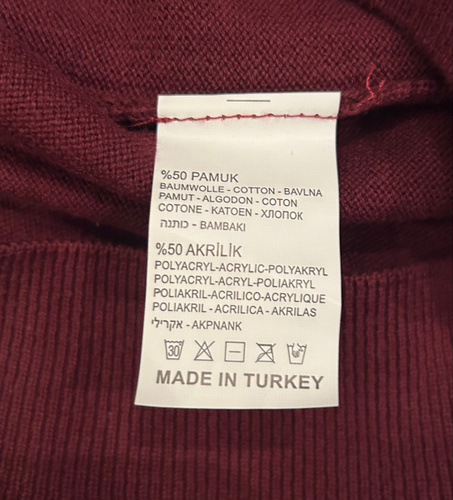 %50 PAMUK
BAUMWOLLE - COTTON - BAVLNA
PAMUT - ALGODON - COTON
COTONE - KATOEN - ХЛОПОК
כותנה - BAMBAKI
%50 AKRİLİK
POLYACRYL-ACRYLIC-POLYAKRYL
POLYACRYL-ACRYL-POLIAKRYL
POLIAKRIL-ACRILICO-ACRYLIQUE
POLIAKRIL - ACRILICA - AKRILAS
אקרילי - AKPNANK
30
MADE IN TURKEY